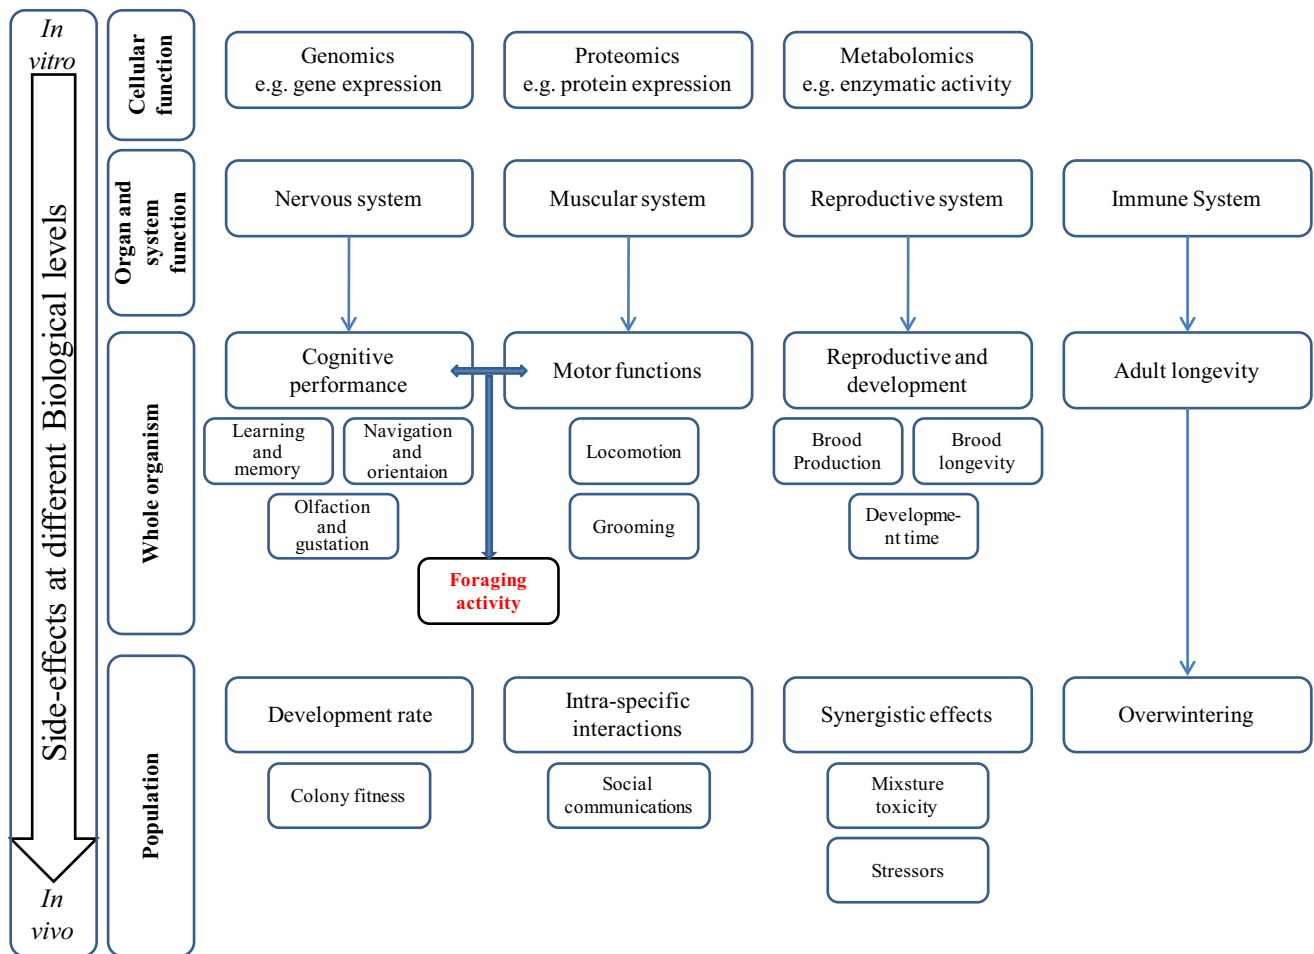 In
vitro
Side-effects at different Biological levels
In
vivo
Cellular
function
Genomics
e.g. gene expression
Proteomics
e.g. protein expression
Metabolomics
e.g. enzymatic activity
Organ and
system
function
Nervous system
Muscular system
Reproductive system
Immune System
Whole organism
Cognitive
performance
Motor functions
Reproductive and
development
Adult longevity
Learning
and
memory
Navigation
and
orientaion
Olfaction
and
gustation
Locomotion
Grooming
Brood
Production
Brood
longevity
Developme-
nt time
Foraging
activity
Population
Development rate
Intra-specific
interactions
Synergistic effects
Overwintering
Colony fitness
Social
communications
Mixsture
toxicity
Stressors